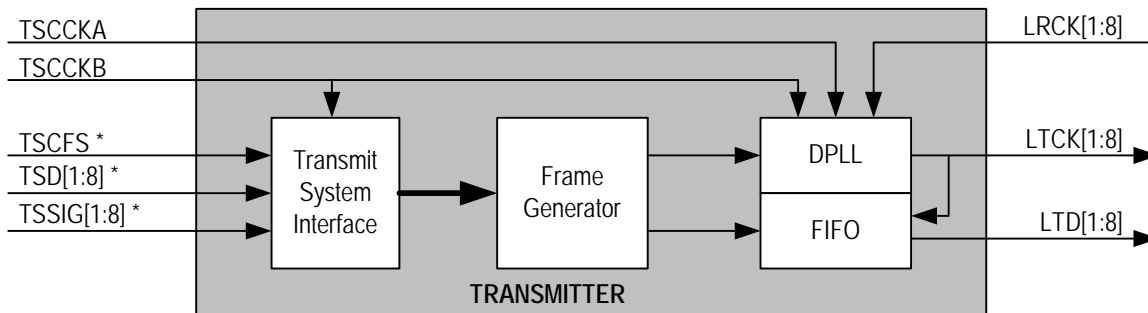 TSCCKA
TSCCKB
TSCFS *
TSD[1:8] *
TSSIG[1:8] *
Transmit
System
Interface
Frame
Generator
DPLL
FIFO
LRCK[1:8]
LTCK[1:8]
LTD[1:8]
TRANSMITTER